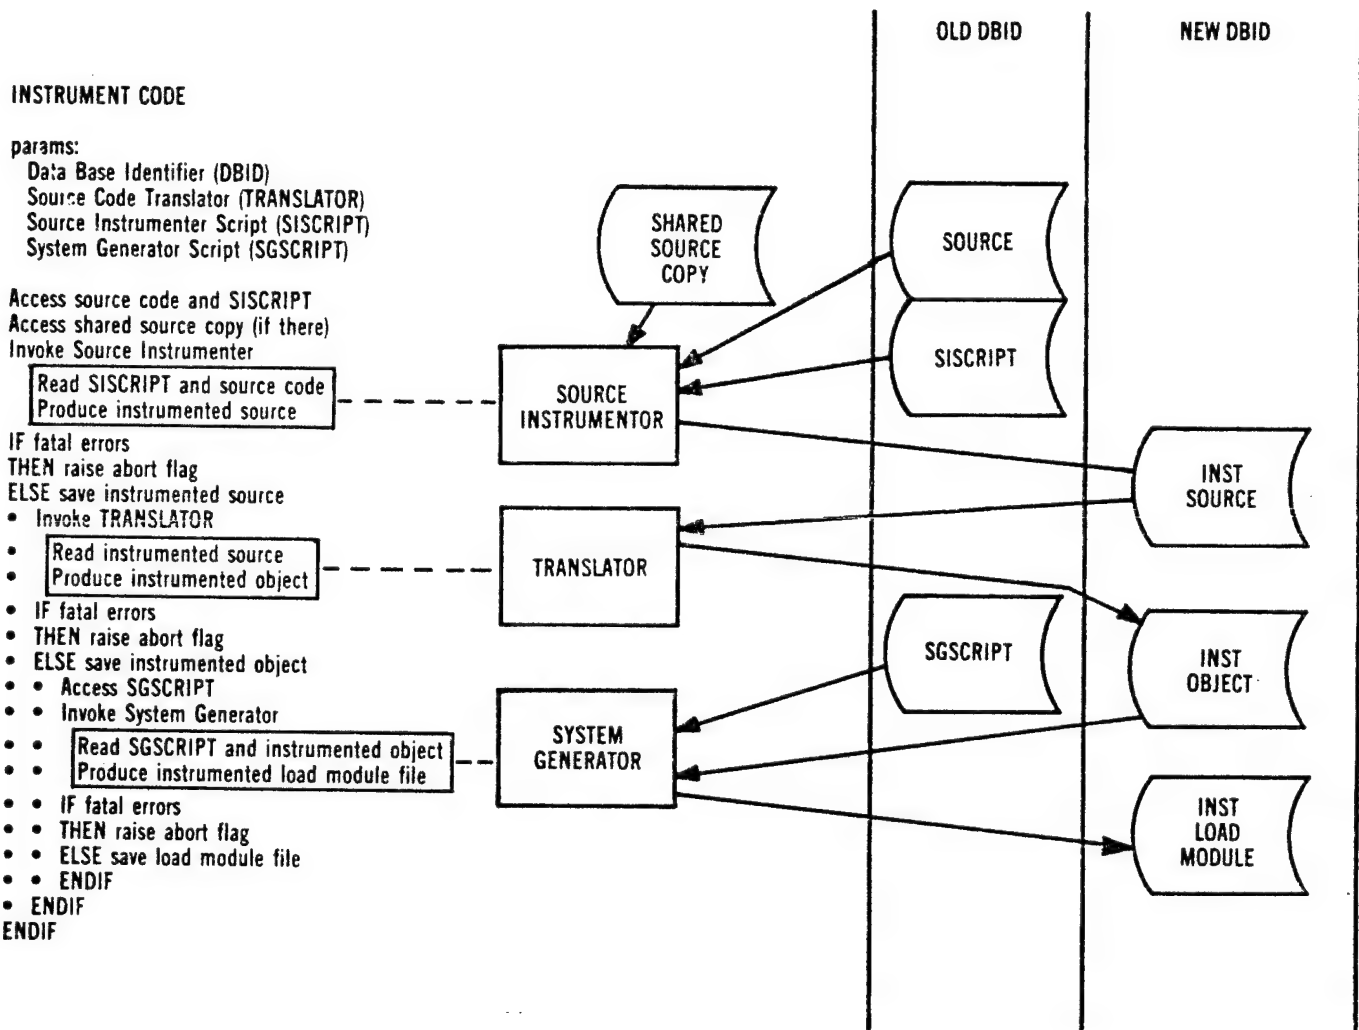 OLD DBID
NEW DBID
INSTRUMENT CODE
params:
Data Base Identifier (DBID)
Source Code Translator (TRANSLATOR)
Source Instrumenter Script (SISCRIPT)
System Generator Script (SGSCRIPT)
Access source code and SISCRIPT
Access shared source copy (if there)
Invoke Source Instrumenter
Read SISCRIPT and source code
Produce instrumented source
IF fatal errors
THEN raise abort flag
ELSE save instrumented source
• Invoke TRANSLATOR
• Read instrumented source
• Produce instrumented object
• IF fatal errors
• THEN raise abort flag
• ELSE save instrumented object
• • Access SGSCRIPT
• • Invoke System Generator
• • Read SGSCRIPT and instrumented object
• • Produce instrumented load module file
• • IF fatal errors
• • THEN raise abort flag
• • ELSE save load module file
• • ENDIF
• ENDIF
ENDIF
SHARED
SOURCE
COPY
SOURCE
SISCRIPT
SOURCE
INSTRUMENTOR
INST
SOURCE
TRANSLATOR
SGSCRIPT
INST
OBJECT
SYSTEM
GENERATOR
INST
LOAD
MODULE